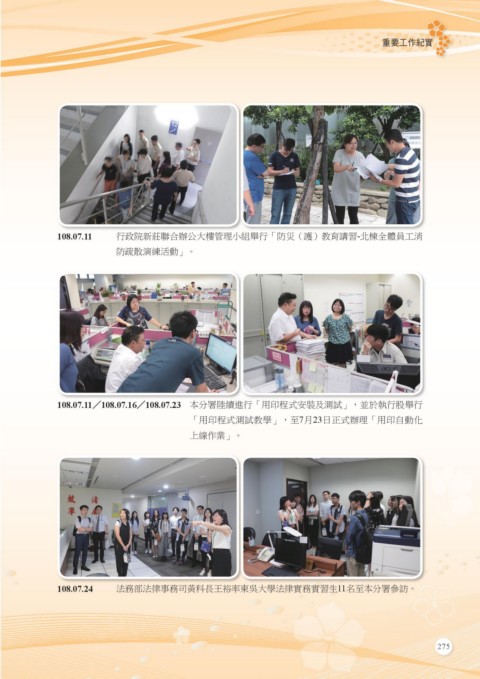 重要工作紀實
108.07.11 行政院新莊聯合辦公大樓管理小組舉行「防災（護）教育講習-北棟全體員工消
防疏散演練活動」。
108.07.11／108.07.16／108.07.23 本分署陸續進行「用印程式安裝及測試」，並於執行股舉行
「用印程式測試教學」，至7月23日正式辦理「用印自動化
上線作業」。
108.07.24 法務部法律事務司黃科長王裕率東吳大學法律實務實習生11名至本分署參訪。
275